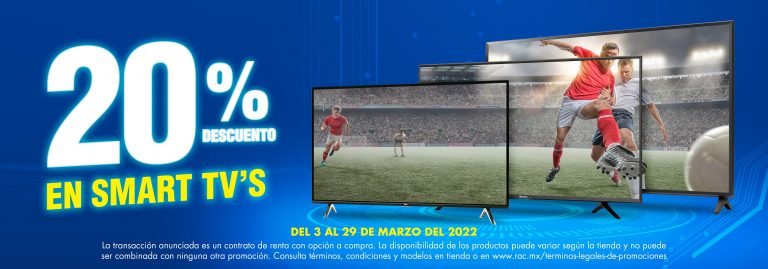 20%
DESCUENTO
EN SMART TV'S
DEL 3 AL 29 DE MARZO DEL 2022
La transacción anunciada es un contrato de renta con opción a compra. La disponibilidad de los productos puede variar según la tienda y no puede
ser combinada con ninguna otra promoción. Consulta términos, condiciones y modelos en tienda o en www.rac.mx/terminos-legales-de-promociones